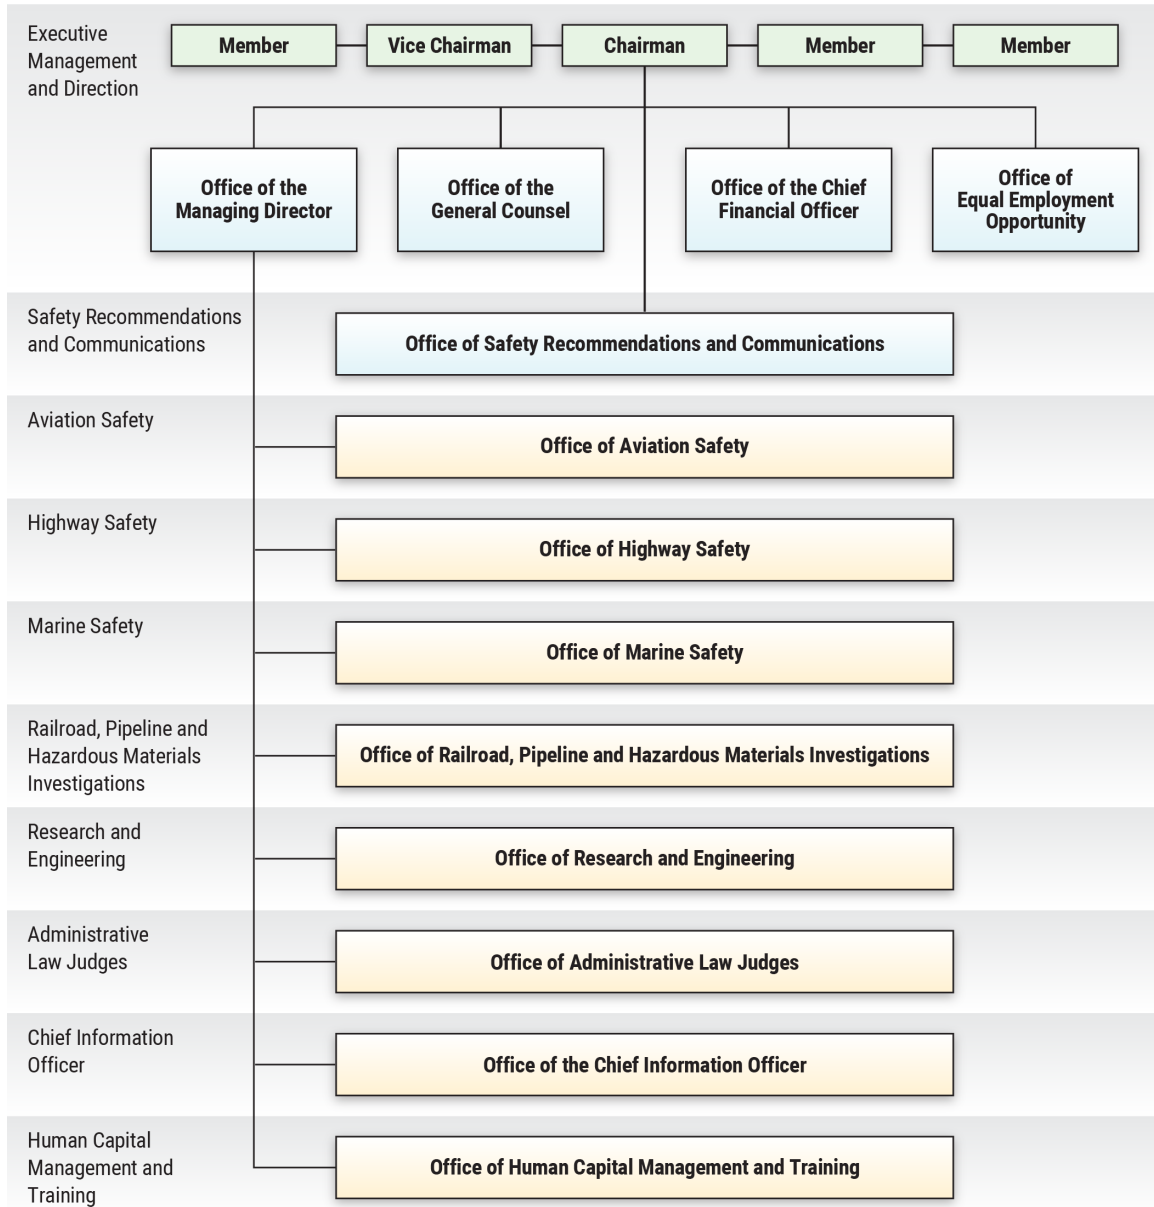 Executive
Management
and Direction
Member
Vice Chairman
Chairman
Member
Member
Office of the
Managing Director
Office of the
General Counsel
Office of the Chief
Financial Officer
Office of
Equal Employment
Opportunity
Safety Recommendations
and Communications
Office of Safety Recommendations and Communications
Aviation Safety
Office of Aviation Safety
Highway Safety
Office of Highway Safety
Marine Safety
Office of Marine Safety
Railroad, Pipeline and
Hazardous Materials
Investigations
Office of Railroad, Pipeline and Hazardous Materials Investigations
Research and
Engineering
Office of Research and Engineering
Administrative
Law Judges
Office of Administrative Law Judges
Chief Information
Officer
Office of the Chief Information Officer
Human Capital
Management and
Training
Office of Human Capital Management and Training